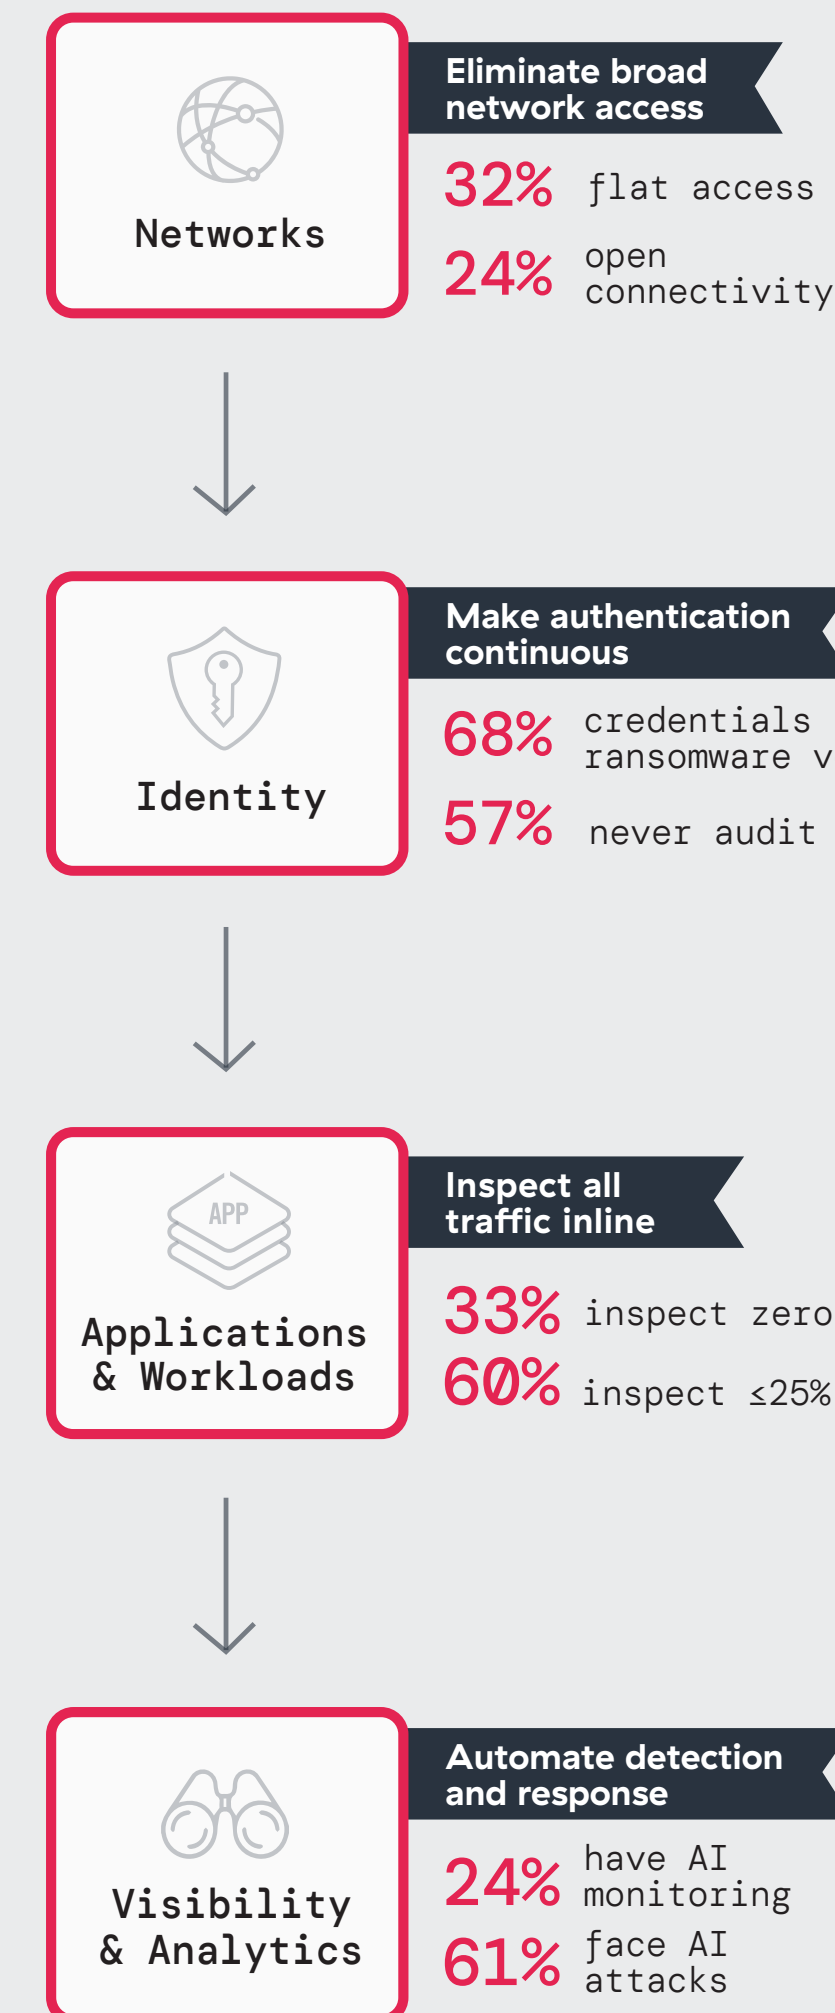 Networks
Eliminate broad
network access
32% flat access
24% open
connectivity
Identity
Make authentication
continuous
68% credentials
ransomware
57% never audit
APP
Applications
& Workloads
Inspect all
traffic inline
33% inspect zero
60% inspect ≤25%
Visibility
& Analytics
Automate detection
and response
24% have AI
monitoring
61% face AI
attacks